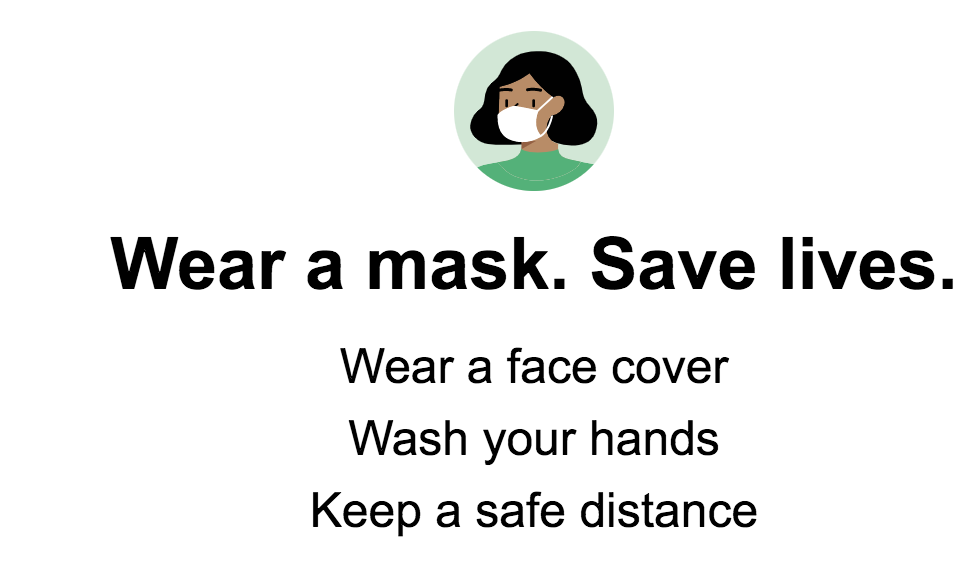 Wear a mask. Save lives.
Wear a face cover
Wash your hands
Keep a safe distance